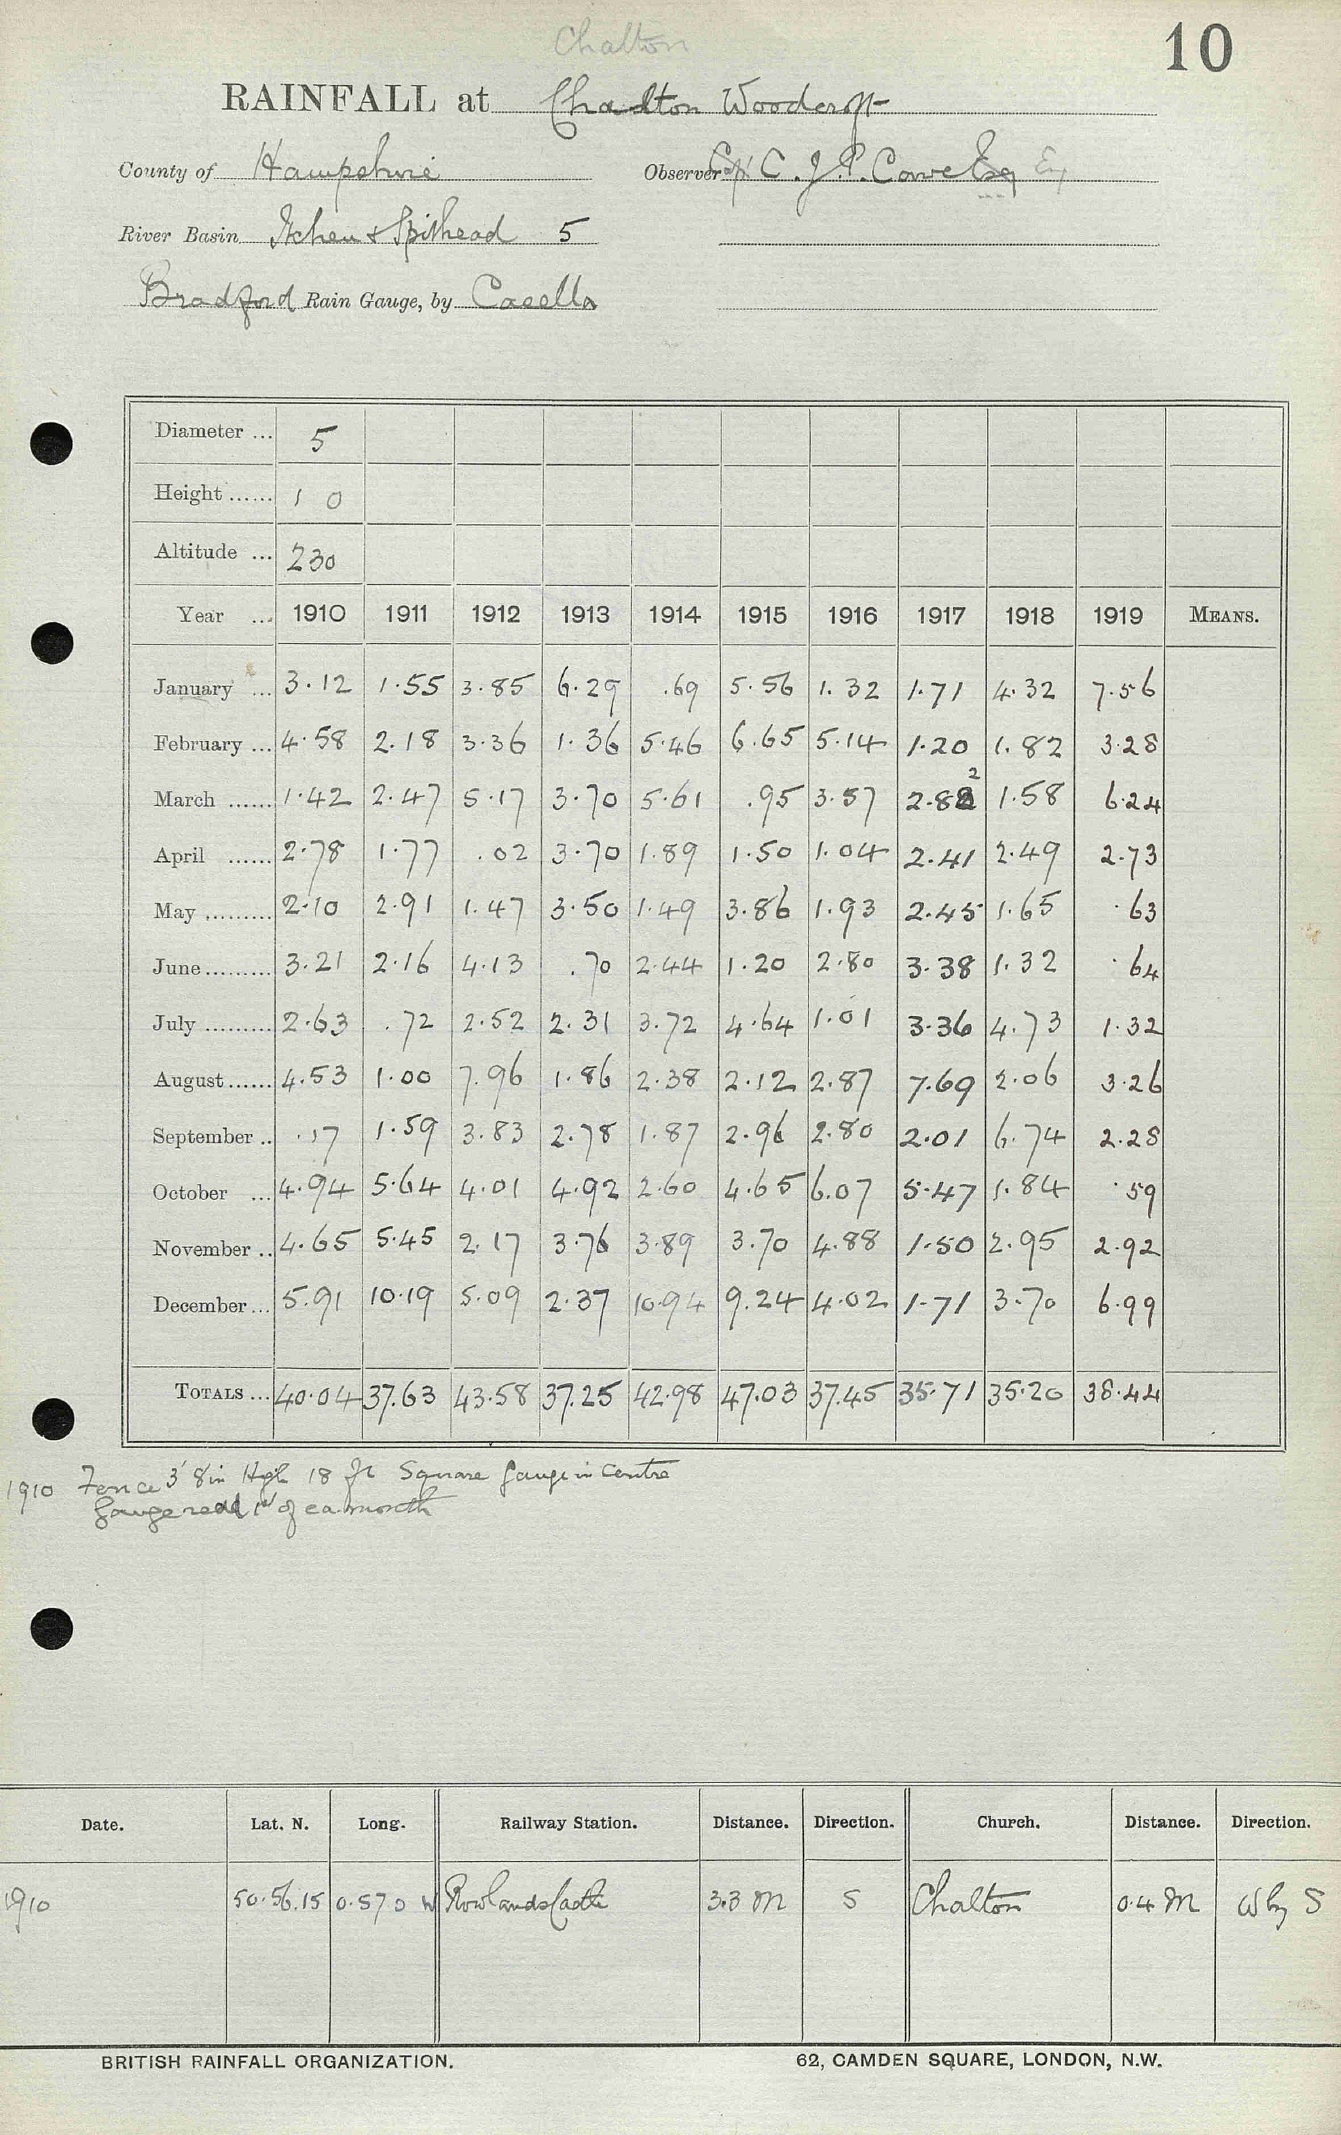 Chalton
10
RAINFALL at Chalton Woodcroft
County of Hampshire Observer Capt C. J. P. Cave Esq
River Basin Itchen & Spithead 5
Bradford Rain Gauge, by Casella
Diameter ... 5
Height ...... 1 0
Altitude ... 230
Year ... 1910 1911 1912 1913 1914 1915 1916 1917 1918 1919 MEANS.
January ... 3.12 1.55 3.85 6.29 .69 5.56 1.32 1.71 4.32 7.56
February ... 4.58 2.18 3.36 1.36 5.46 6.65 5.14 1.20 1.82 3.28
March ...... 1.42 2.47 5.17 3.70 5.61 .95 3.57 2.82 1.58 6.24
April ...... 2.78 1.77 .02 3.70 1.89 1.50 1.04 2.41 2.49 2.73
May ......... 2.10 2.91 1.47 3.50 1.49 3.86 1.93 2.45 1.65 .63
June ......... 3.21 2.16 4.13 .70 2.44 1.20 2.80 3.38 1.32 .64
July ......... 2.63 .72 2.52 2.31 3.72 4.64 1.01 3.36 4.73 1.32
August ...... 4.53 1.00 7.96 1.86 2.38 2.12 2.87 7.69 2.06 3.26
September .. .17 1.59 3.83 2.78 1.87 2.96 2.80 2.01 6.74 2.28
October ... 4.94 5.64 4.01 4.92 2.60 4.65 6.07 5.47 1.84 .59
November .. 4.65 5.45 2.17 3.76 3.89 3.70 4.88 1.50 2.95 2.92
December ... 5.91 10.19 5.09 2.37 10.94 9.24 4.02 1.71 3.70 6.99
TOTALS ... 40.04 37.63 43.58 37.25 42.98 47.03 37.45 35.71 35.20 38.44
1910 Fence 3' 8in High 18 ft Square Gauge in Centre
Gauge read 1st of ea. month
Date. Lat. N. Long. Railway Station. Distance. Direction. Church. Distance. Direction.
1910 50.56.15 0.57 0 W Rowlands Castle 3.3 M S Chalton 0.4 M W by S
BRITISH RAINFALL ORGANIZATION. 62, CAMDEN SQUARE, LONDON, N.W.